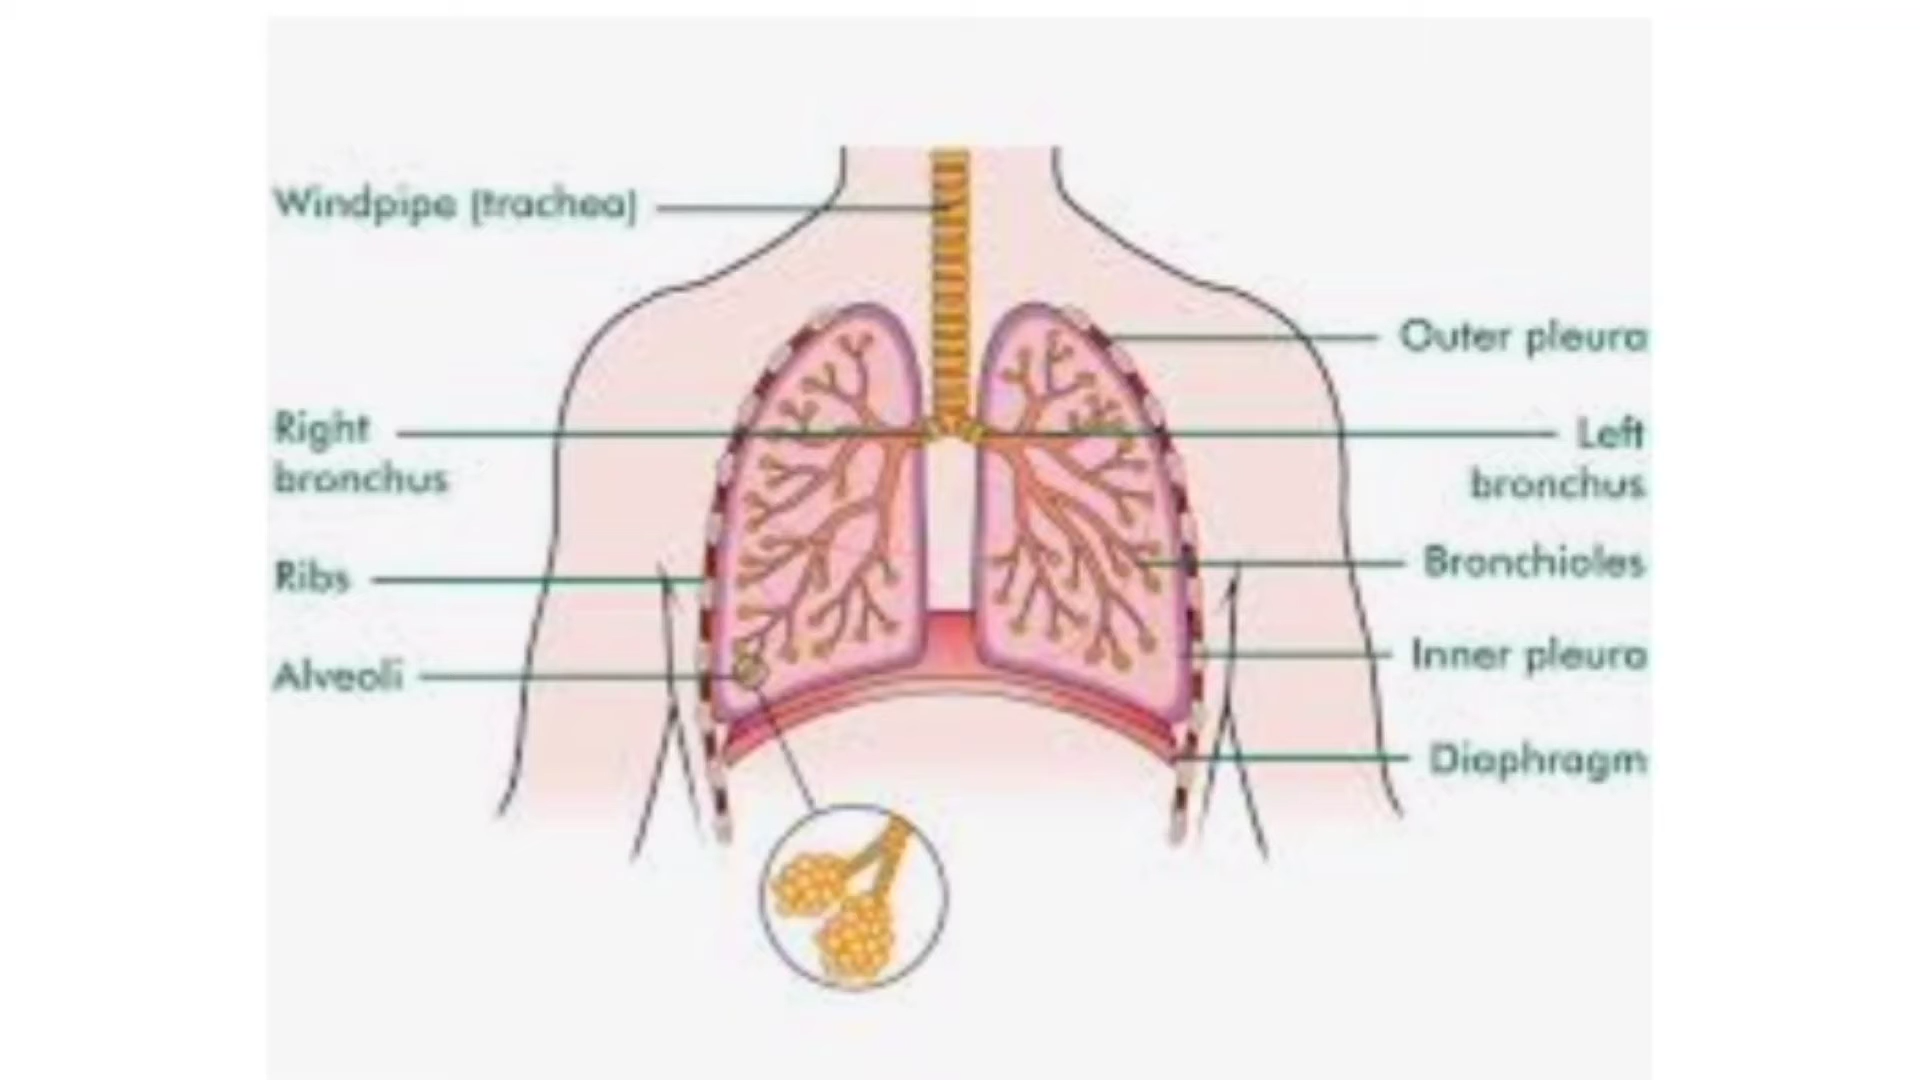 Windpipe (trachea)
Outer pleura
Right
bronchus
Left
bronchus
Ribs
Bronchioles
Alveoli
Inner pleura
Diaphragm